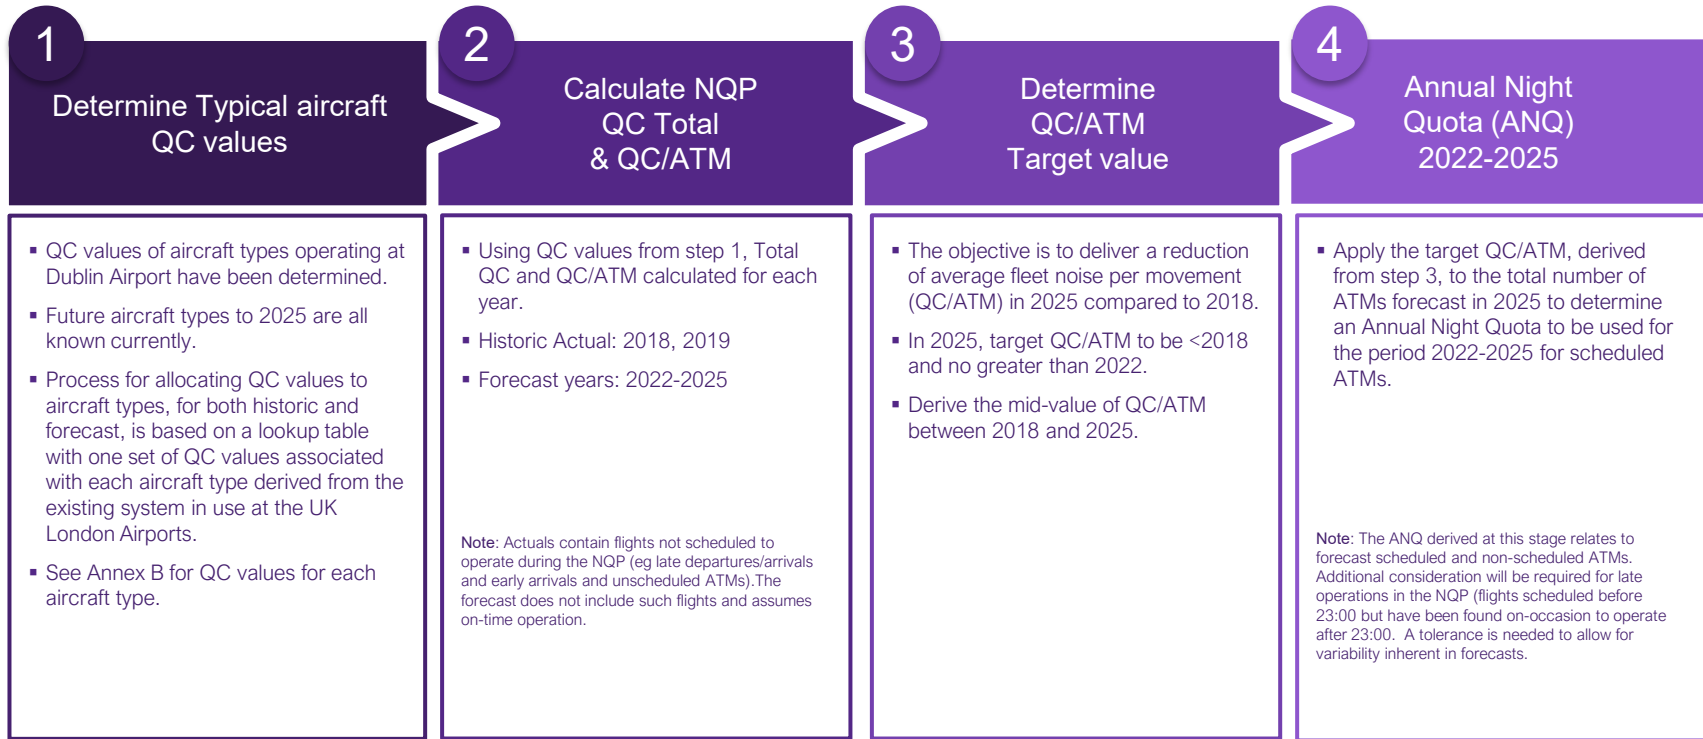 1
Determine Typical aircraft
QC values
▪ QC values of aircraft types operating at
Dublin Airport have been determined.
▪ Future aircraft types to 2025 are all
known currently.
▪ Process for allocating QC values to
aircraft types, for both historic and
forecast, is based on a lookup table
with one set of QC values associated
with each aircraft type derived from the
existing system in use at the UK
London Airports.
▪ See Annex B for QC values for each
aircraft type.
2
Calculate NQP
QC Total
& QC/ATM
▪ Using QC values from step 1, Total
QC and QC/ATM calculated for each
year.
▪ Historic Actual: 2018, 2019
▪ Forecast years: 2022-2025
Note: Actuals contain flights not scheduled to
operate during the NQP (eg late departures/arrivals
and early arrivals and unscheduled ATMs).The
forecast does not include such flights and assumes
on-time operation.
3
Determine
QC/ATM
Target value
▪ The objective is to deliver a reduction
of average fleet noise per movement
(QC/ATM) in 2025 compared to 2018.
▪ In 2025, target QC/ATM to be <2018
and no greater than 2022.
▪ Derive the mid-value of QC/ATM
between 2018 and 2025.
4
Annual Night
Quota (ANQ)
2022-2025
▪ Apply the target QC/ATM, derived
from step 3, to the total number of
ATMs forecast in 2025 to determine
an Annual Night Quota to be used for
the period 2022-2025 for scheduled
ATMs.
Note: The ANQ derived at this stage relates to
forecast scheduled and non-scheduled ATMs.
Additional consideration will be required for late
operations in the NQP (flights scheduled before
23:00 but have been found on-occasion to operate
after 23:00.  A tolerance is needed to allow for
variability inherent in forecasts.